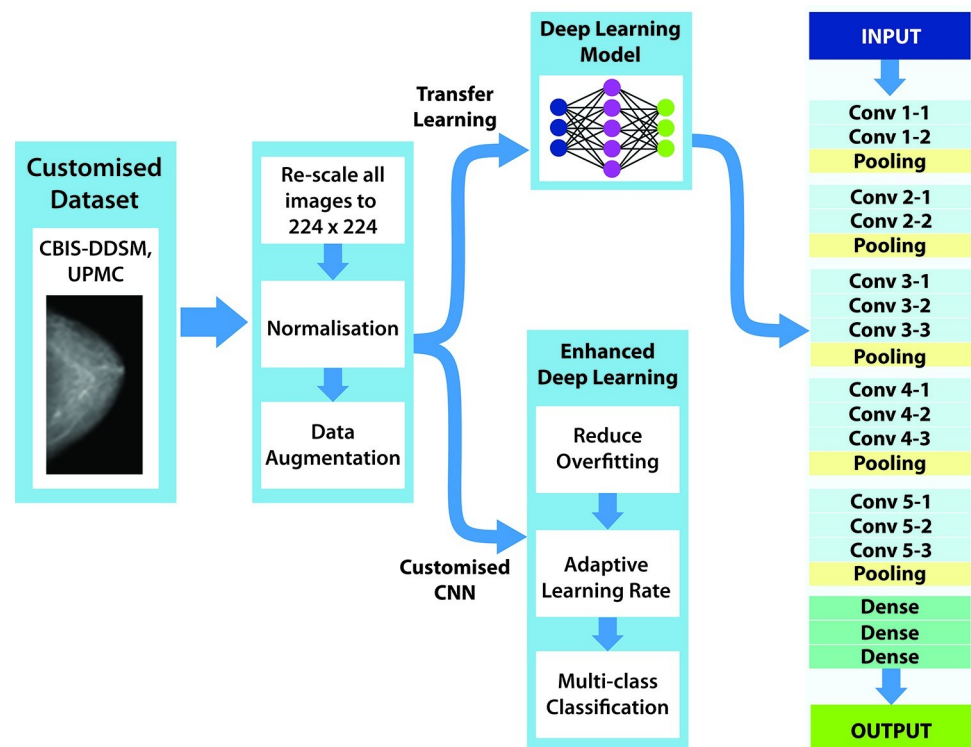 Customised
Dataset
CBIS-DDSM,
UPMC
Re-scale all
images to
224 x 224
Normalisation
Data
Augmentation
Transfer
Learning
Customised
CNN
Deep Learning
Model
Enhanced
Deep Learning
Reduce
Overfitting
Adaptive
Learning Rate
Multi-class
Classification
INPUT
Conv 1-1
Conv 1-2
Pooling
Conv 2-1
Conv 2-2
Pooling
Conv 3-1
Conv 3-2
Conv 3-3
Pooling
Conv 4-1
Conv 4-2
Conv 4-3
Pooling
Conv 5-1
Conv 5-2
Conv 5-3
Pooling
Dense
Dense
Dense
OUTPUT